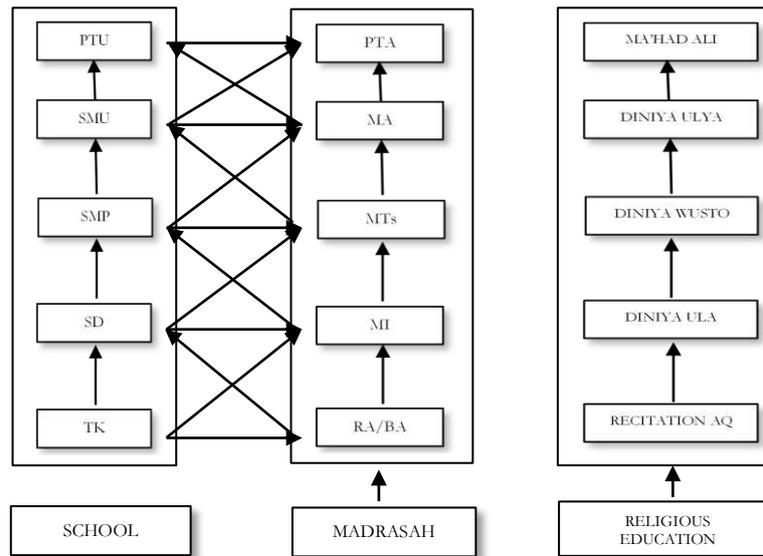 PTU
PTA
MA'HAD ALI
SMU
MA
DINIYA ULYA
SMP
MTs
DINIYA WUSTO
SD
MI
DINIYA ULA
TK
RA/BA
RECITATION AQ
SCHOOL
MADRASAH
RELIGIOUS
EDUCATION